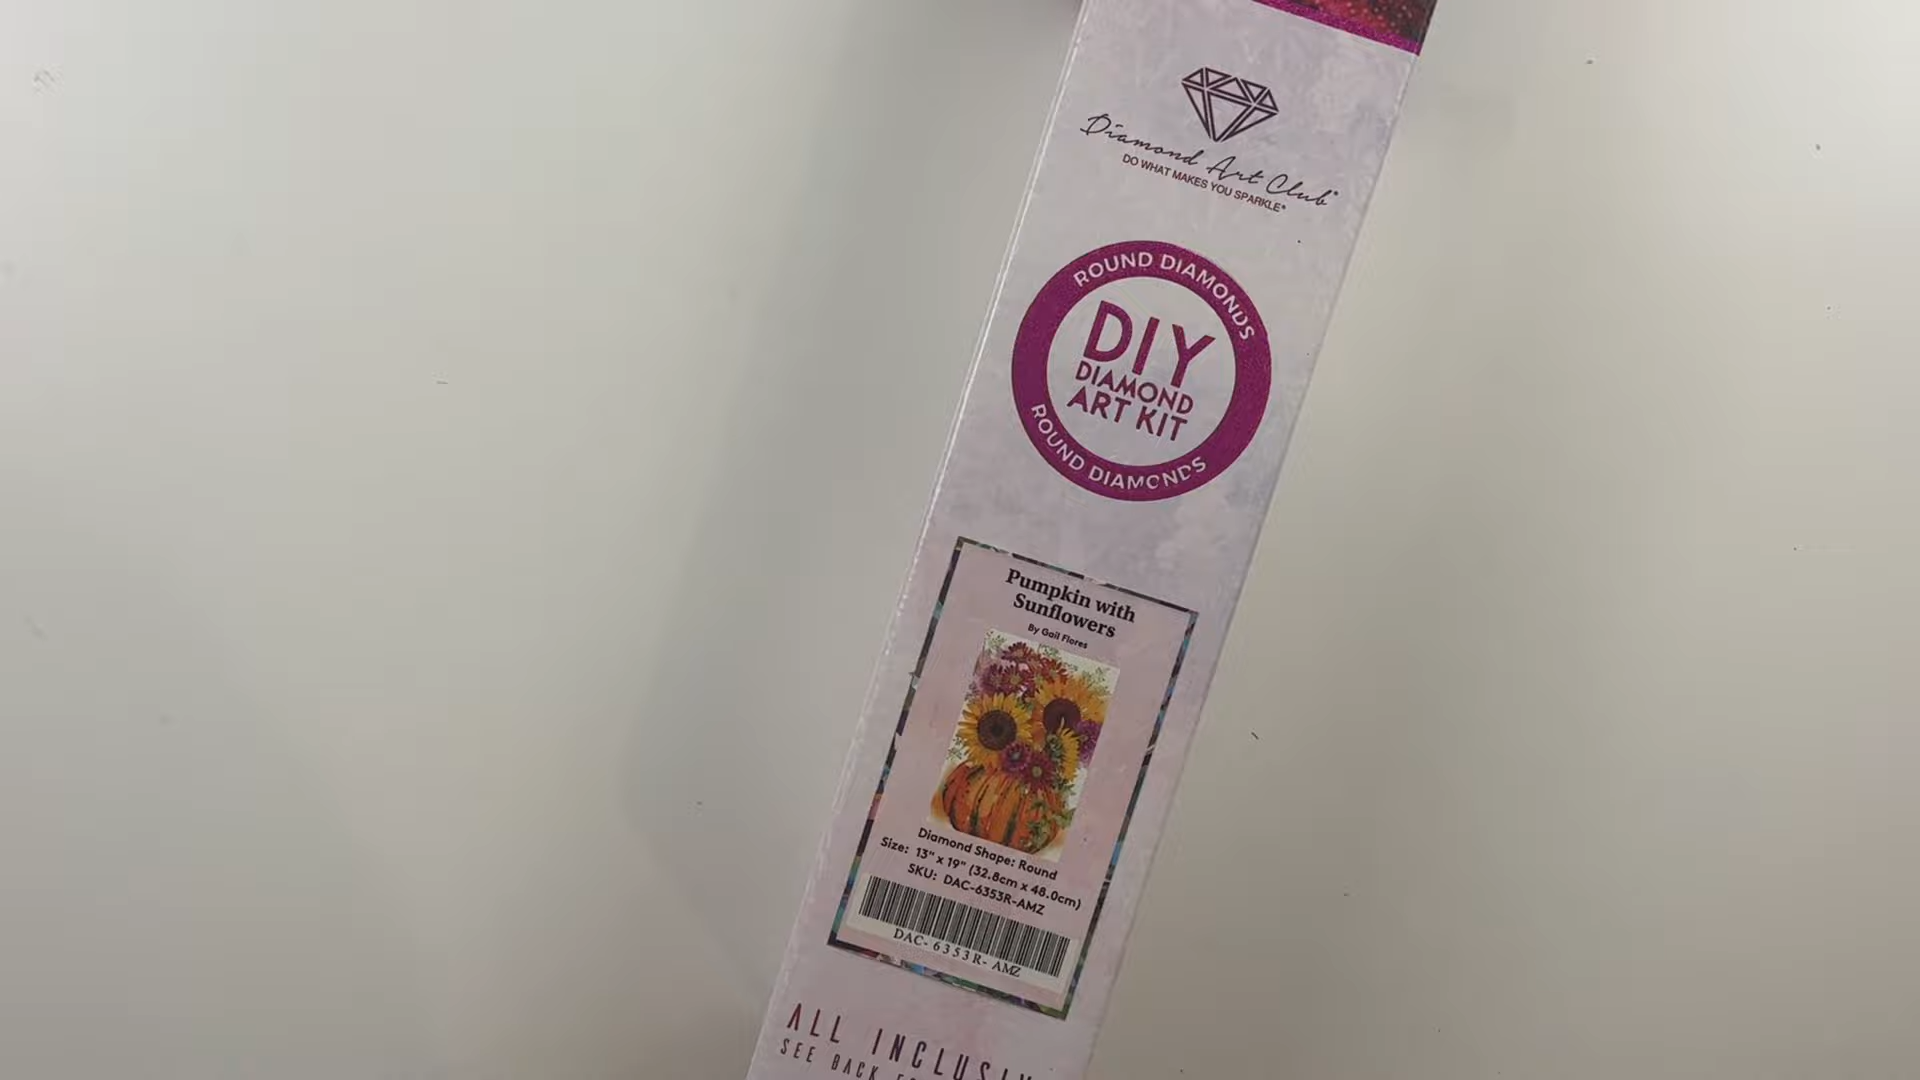 Diamond Art Club®
DO WHAT MAKES YOU SPARKLE®
ROUND DIAMONDS
DIY
DIAMOND
ART KIT
ROUND DIAMONDS
Pumpkin with
Sunflowers
By Gail Flores
Diamond Shape: Round
Size: 13" x 19" (32.8cm x 48.0cm)
SKU: DAC-6353R-AMZ
DAC- 6353R- AMZ
ALL
SEE BACK